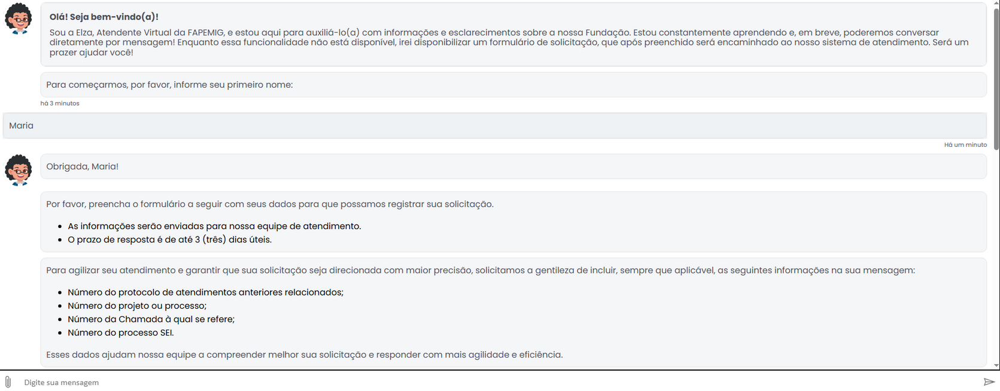 Olá! Seja bem-vindo(a)!
Sou a Elza, Atendente Virtual da FAPEMIG, e estou aqui para auxiliá-lo(a) com informações e esclarecimentos sobre a nossa Fundação. Estou constantemente aprendendo e, em breve, poderemos conversar
diretamente por mensagem! Enquanto essa funcionalidade não está disponível, irei disponibilizar um formulário de solicitação, que após preenchido será encaminhado ao nosso sistema de atendimento. Será um
prazer ajudar você!
Para começarmos, por favor, informe seu primeiro nome:
há 3 minutos
Maria
Há um minuto
Obrigada, Maria!
Por favor, preencha o formulário a seguir com seus dados para que possamos registrar sua solicitação.
• As informações serão enviadas para nossa equipe de atendimento.
• O prazo de resposta é de até 3 (três) dias úteis.
Para agilizar seu atendimento e garantir que sua solicitação seja direcionada com maior precisão, solicitamos a gentileza de incluir, sempre que aplicável, as seguintes informações na sua mensagem:
• Número do protocolo de atendimentos anteriores relacionados;
• Número do projeto ou processo;
• Número da Chamada à qual se refere;
• Número do processo SEI.
Esses dados ajudam nossa equipe a compreender melhor sua solicitação e responder com mais agilidade e eficiência.
Digite sua mensagem